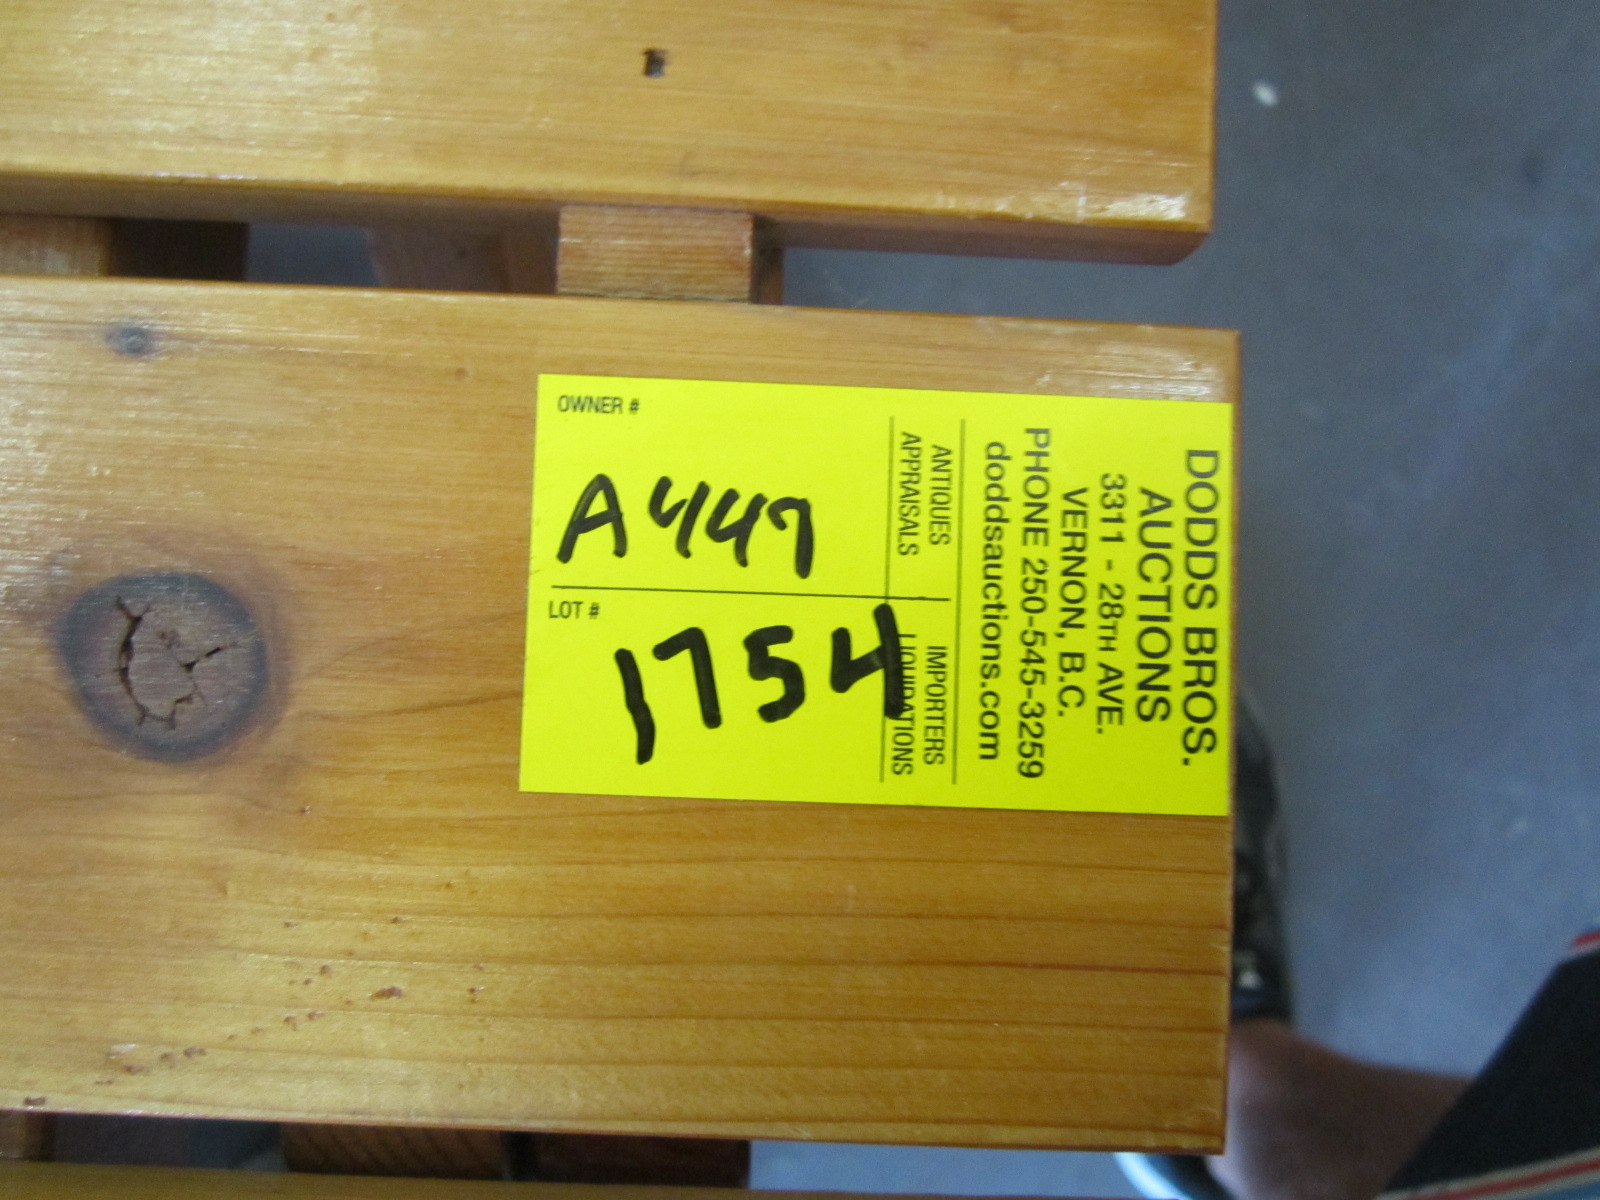 DODDS BROS.
AUCTIONS
3311 - 28TH AVE.
VERNON, B.C.
PHONE 250-545-3259
doddsauctions.com
ANTIQUES
APPRAISALS
IMPORTERS
LIQUIDATIONS
OWNER #
A447
LOT #
1754